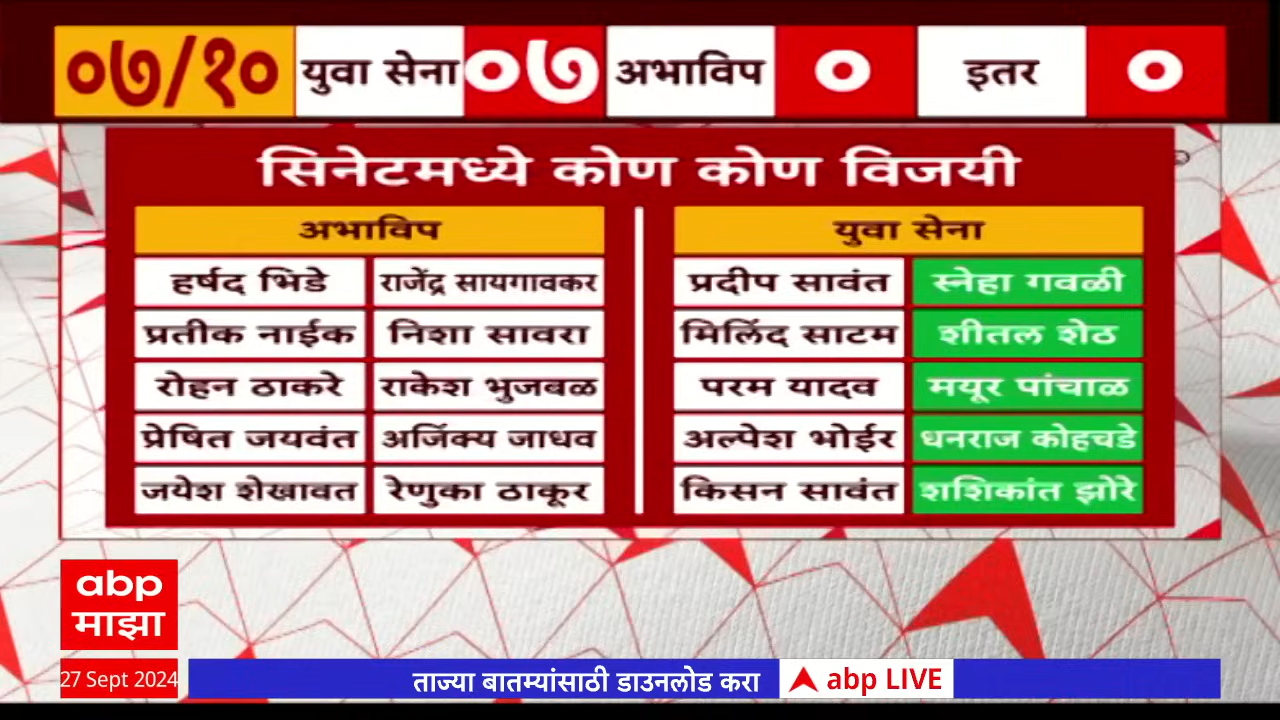 ०७/१० युवा सेना ०७ अभाविप ० इतर ०
सिनेटमध्ये कोण कोण विजयी
अभाविप युवा सेना
हर्षद भिडे राजेंद्र सायगावकर प्रदीप सावंत स्नेहा गवळी
प्रतीक नाईक निशा सावरा मिलिंद साटम शीतल शेठ
रोहन ठाकरे राकेश भुजबळ परम यादव मयूर पांचाळ
प्रेषित जयवंत अजिंक्य जाधव अल्पेश भोईर धनराज कोहचडे
जयेश शेखावत रेणुका ठाकूर किसन सावंत शशिकांत झोरे
abp
माझा
27 Sept 2024 ताज्या बातम्यांसाठी डाउनलोड करा abp LIVE